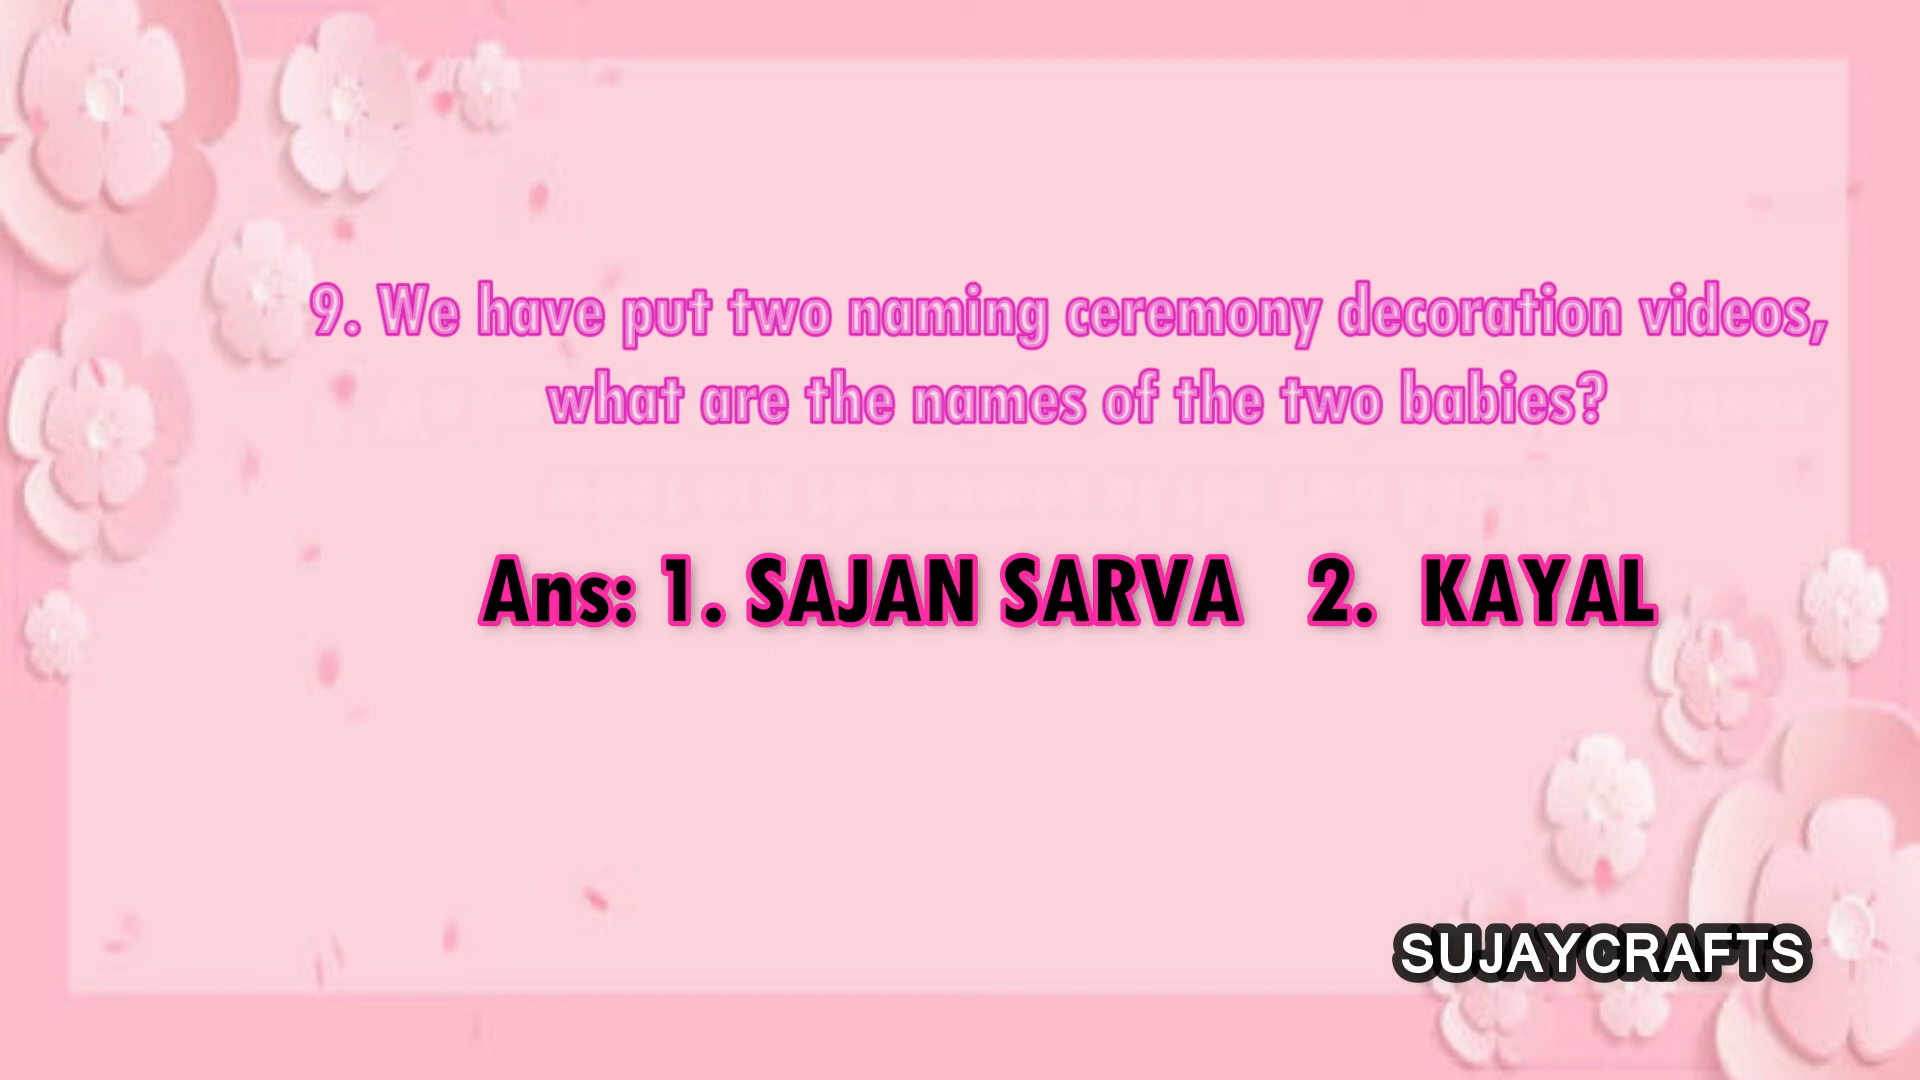 9. We have put two naming ceremony decoration videos,
what are the names of the two babies?
Ans: 1. SAJAN SARVA 2. KAYAL
SUJAYCRAFTS